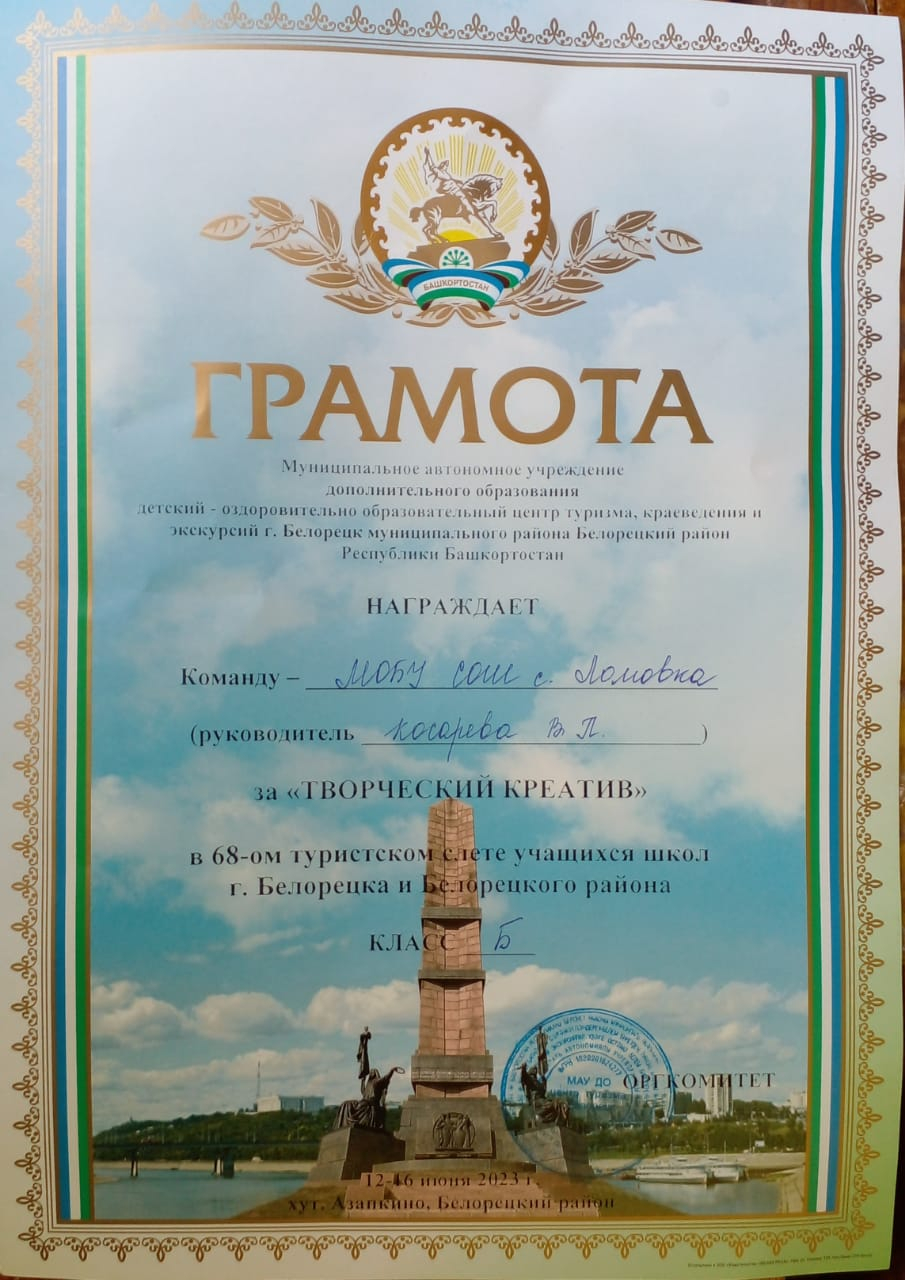 БАШКОРТОСТАН
ГРАМОТА
Муниципальное автономное учреждение
дополнительного образования
детский - оздоровительно образовательный центр туризма, краеведения и
экскурсий г. Белорецк муниципального района Белорецкий район
Республики Башкортостан
НАГРАЖДАЕТ
Команду – МОБУ СОШ с. Ломовка
(руководитель Косарева В П. )
за «ТВОРЧЕСКИЙ КРЕАТИВ»
в 68-ом туристском слете учащихся школ
г. Белорецка и Белорецкого района
КЛАСС Б
МАУ ДО
ОРГКОМИТЕТ
12-16 июня 2023 г.
хут. Азапкино, Белорецкий район